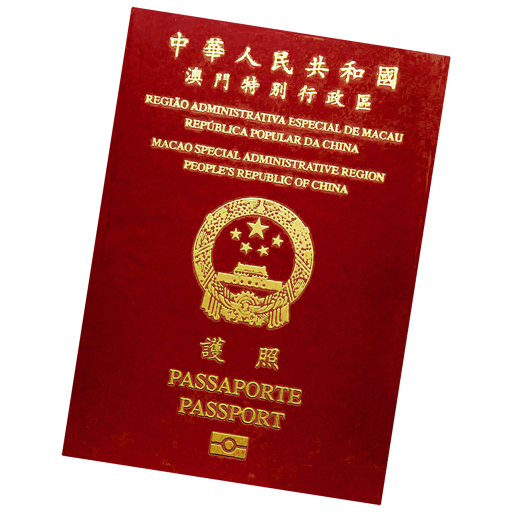 中華人民共和國
澳門特別行政區
REGIÃO ADMINISTRATIVA ESPECIAL DE MACAU
REPÚBLICA POPULAR DA CHINA
MACAO SPECIAL ADMINISTRATIVE REGION
PEOPLE'S REPUBLIC OF CHINA
護照
PASSAPORTE
PASSPORT